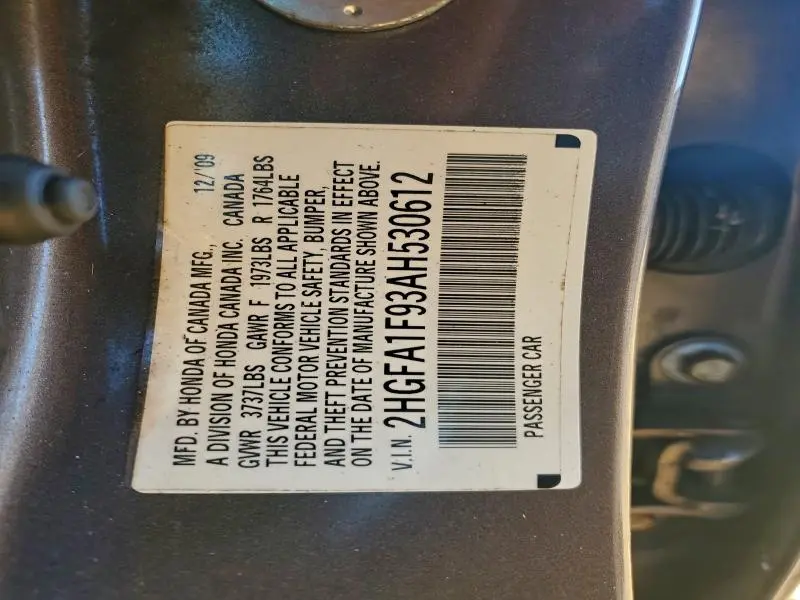 MFD. BY HONDA OF CANADA MFG., 12/'09
A DIVISION OF HONDA CANADA INC. CANADA
GVWR 3737LBS GAWR F 1973LBS R 1764LBS
THIS VEHICLE CONFORMS TO ALL APPLICABLE
FEDERAL MOTOR VEHICLE SAFETY, BUMPER,
AND THEFT PREVENTION STANDARDS IN EFFECT
ON THE DATE OF MANUFACTURE SHOWN ABOVE.
V.I.N. 2HGFA1F93AH530612
PASSENGER CAR